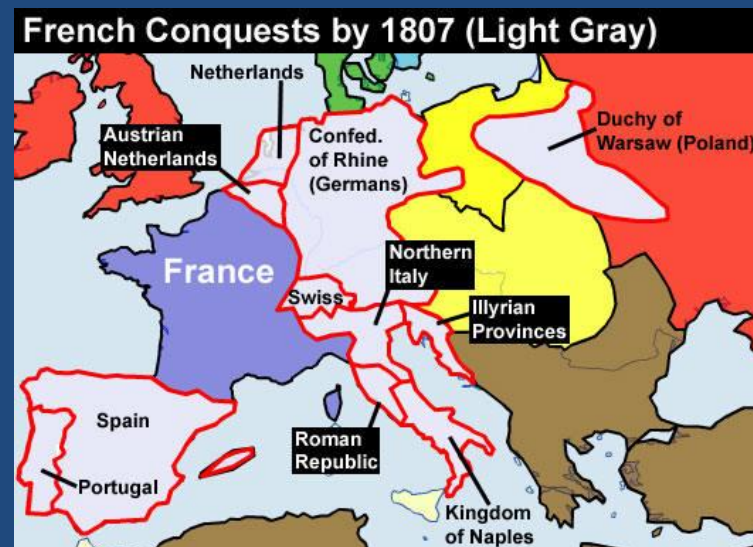 French Conquests by 1807 (Light Gray)
Netherlands
Austrian
Netherlands
Confed.
of Rhine
(Germans)
Duchy of
Warsaw (Poland)
France
Northern
Italy
Swiss
Illyrian
Provinces
Spain
Portugal
Roman
Republic
Kingdom
of Naples